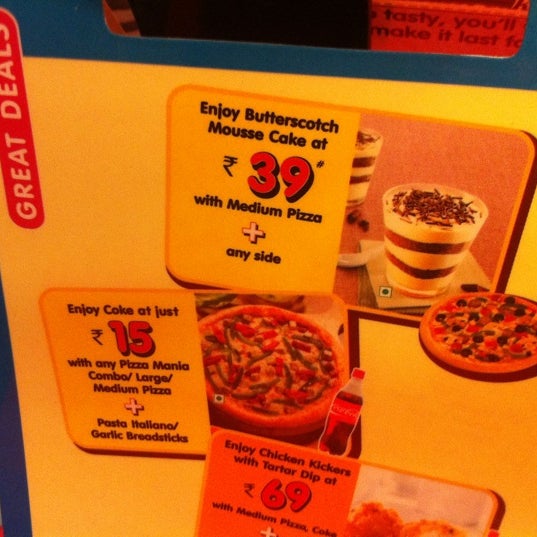 tasty, you'll
make it last
GREAT DEALS
Enjoy Butterscotch
Mousse Cake at
₹ 39#
with Medium Pizza
+
any side
Enjoy Coke at just
₹ 15
with any Pizza Mania
Combo/ Large/
Medium Pizza
+
Pasta Italiano/
Garlic Breadsticks
Enjoy Chicken Kickers
with Tartar Dip at
₹ 69
with Medium Pizza, Coke
+